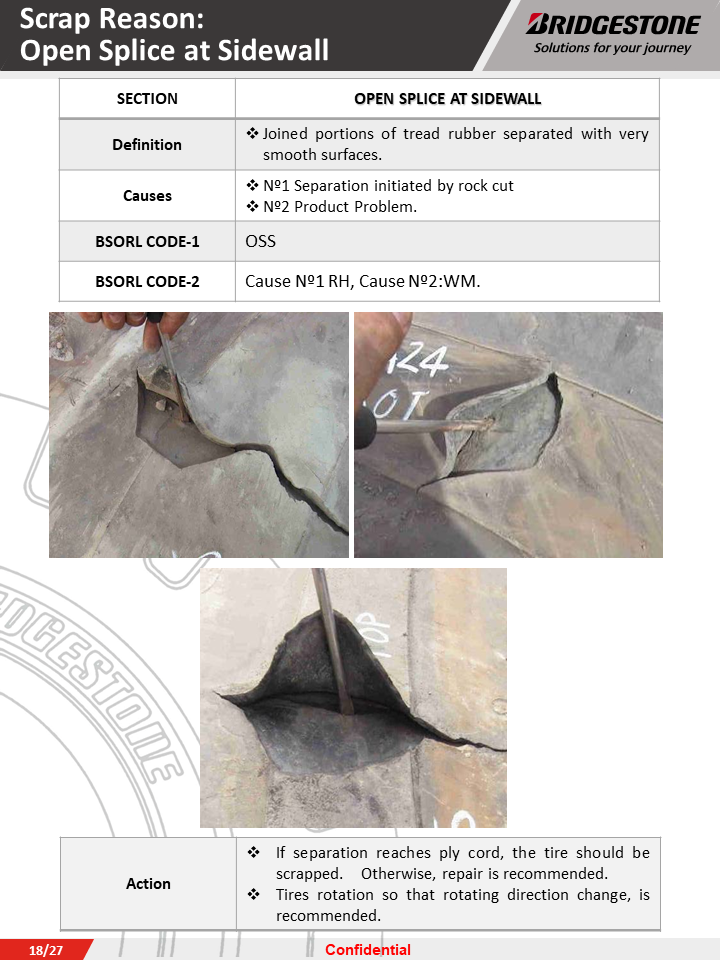 Scrap Reason:
Open Splice at Sidewall
BRIDGESTONE
Solutions for your journey
SECTION
OPEN SPLICE AT SIDEWALL
Definition
❖ Joined portions of tread rubber separated with very
smooth surfaces.
Causes
❖ Nº1 Separation initiated by rock cut
❖ Nº2 Product Problem.
BSORL CODE-1
OSS
BSORL CODE-2
Cause Nº1 RH, Cause Nº2:WM.
424
OT
TOP
BRIDGESTONE
Action
❖ If separation reaches ply cord, the tire should be
scrapped. Otherwise, repair is recommended.
❖ Tires rotation so that rotating direction change, is
recommended.
18/27
Confidential